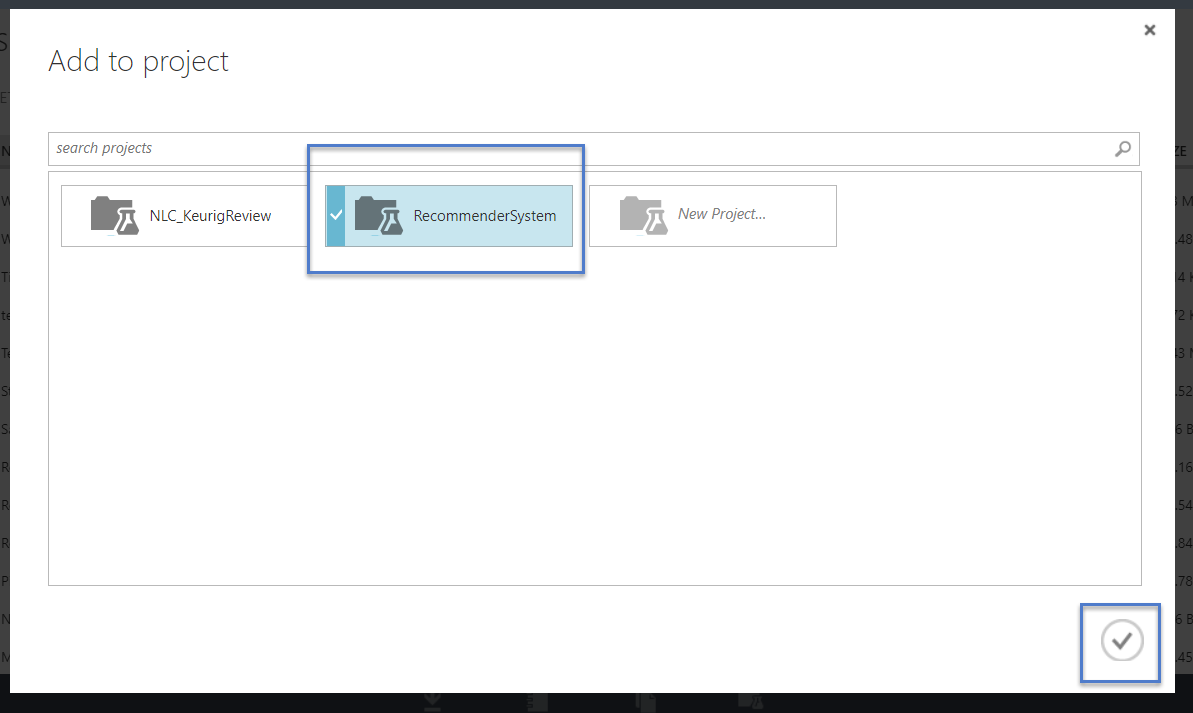 Add to project
search projects
NLC_KeurigReview
RecommenderSystem
New Project...